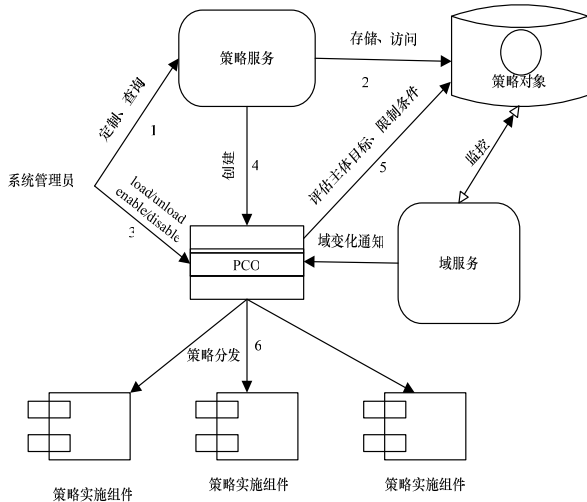 策略服务
存储、访问
2
策略对象
定制、查询
1
创建
4
评估主体目标、限制条件
5
监控
系统管理员
load/unload
enable/disable
3
PCO
域变化通知
域服务
策略分发
6
策略实施组件
策略实施组件
策略实施组件